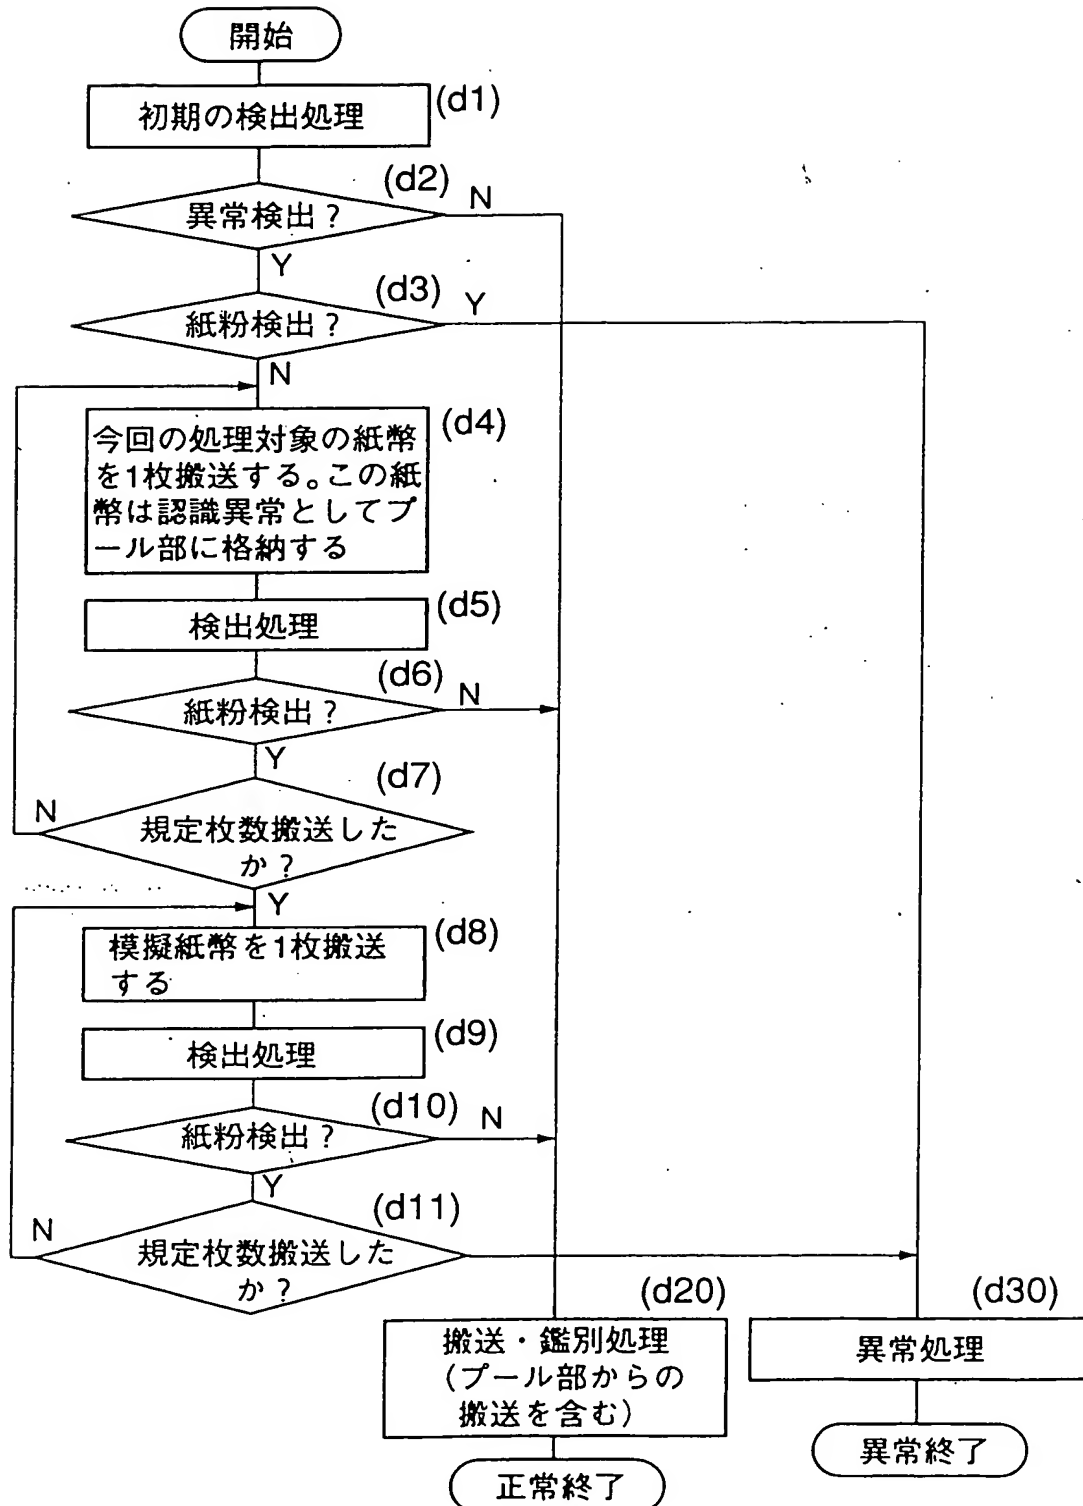 開始
初期の検出処理
(d1)
(d2)
異常検出？
N
Y
(d3)
紙粉検出？
Y
N
(d4)
今回の処理対象の紙幣
を1枚搬送する。この紙
幣は認識異常としてプ
ール部に格納する
(d5)
検出処理
(d6)
紙粉検出？
N
Y
(d7)
N
規定枚数搬送した
か？
Y
(d8)
模擬紙幣を1枚搬送
する
(d9)
検出処理
(d10)
紙粉検出？
N
Y
(d11)
N
規定枚数搬送した
か？
(d20)
搬送・鑑別処理
(プール部からの
搬送を含む)
正常終了
(d30)
異常処理
異常終了